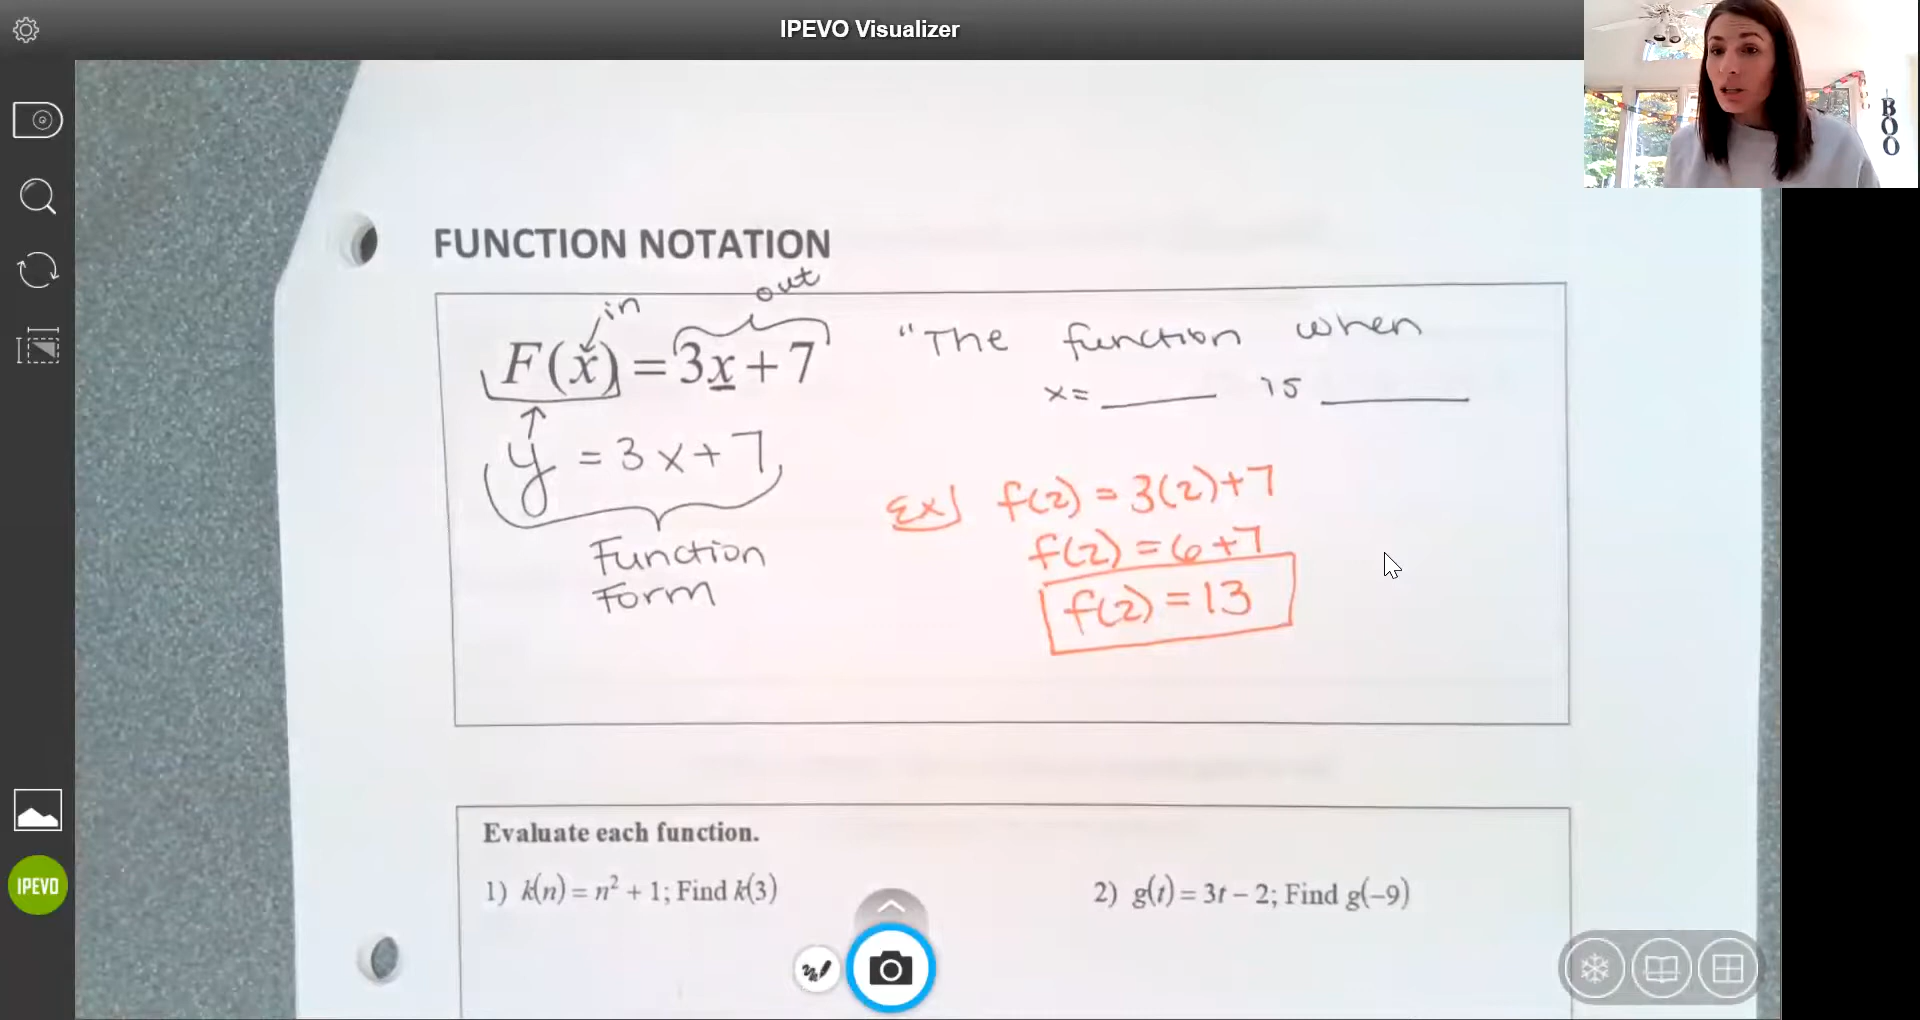 IPEVO Visualizer
BOO
FUNCTION NOTATION
in
out
F(x) = 3x + 7
"The function when
x= ______ is ______
y = 3x+7
Function
Form
Ex) f(2) = 3(2)+7
f(2) = 6+7
f(2) = 13
Evaluate each function.
1) k(n) = n² + 1; Find k(3)
2) g(t) = 3t − 2; Find g(−9)
IPEVO